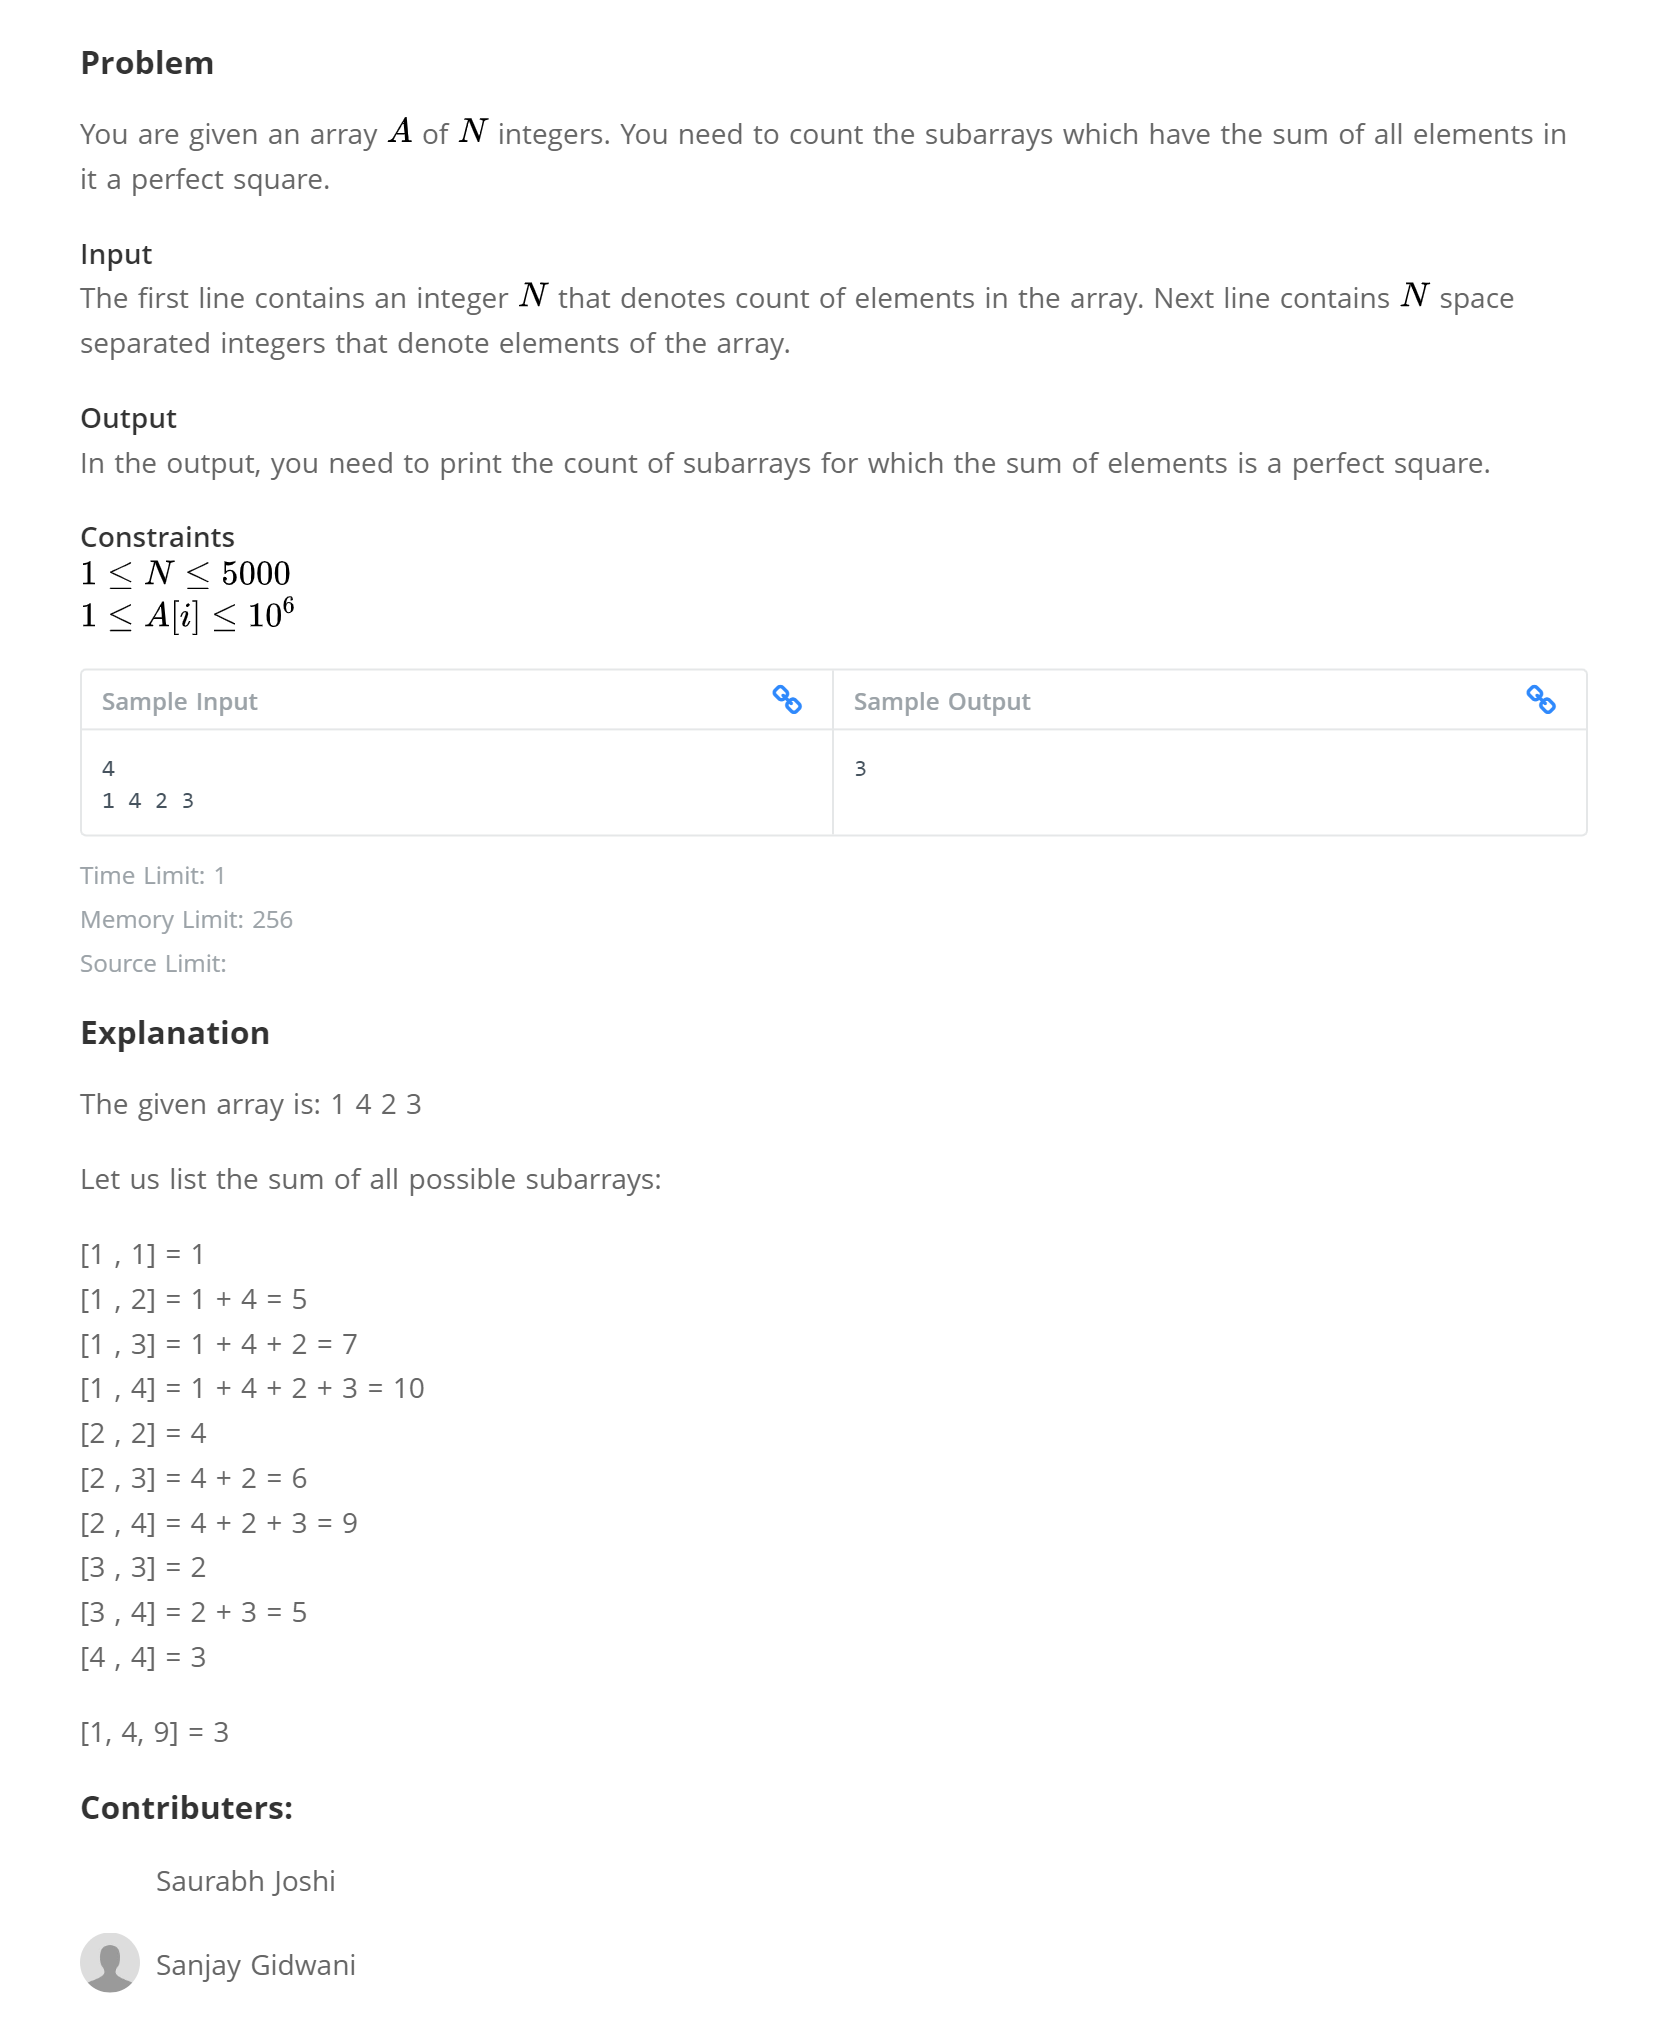 Problem
You are given an array A of N integers. You need to count the subarrays which have the sum of all elements in
it a perfect square.
Input
The first line contains an integer N that denotes count of elements in the array. Next line contains N space
separated integers that denote elements of the array.
Output
In the output, you need to print the count of subarrays for which the sum of elements is a perfect square.
Constraints
1 ≤ N ≤ 5000
1 ≤ A[i] ≤ 10⁶
Sample Input
4
1 4 2 3
Sample Output
3
Time Limit: 1
Memory Limit: 256
Source Limit:
Explanation
The given array is: 1 4 2 3
Let us list the sum of all possible subarrays:
[1 , 1] = 1
[1 , 2] = 1 + 4 = 5
[1 , 3] = 1 + 4 + 2 = 7
[1 , 4] = 1 + 4 + 2 + 3 = 10
[2 , 2] = 4
[2 , 3] = 4 + 2 = 6
[2 , 4] = 4 + 2 + 3 = 9
[3 , 3] = 2
[3 , 4] = 2 + 3 = 5
[4 , 4] = 3
[1, 4, 9] = 3
Contributers:
Saurabh Joshi
Sanjay Gidwani